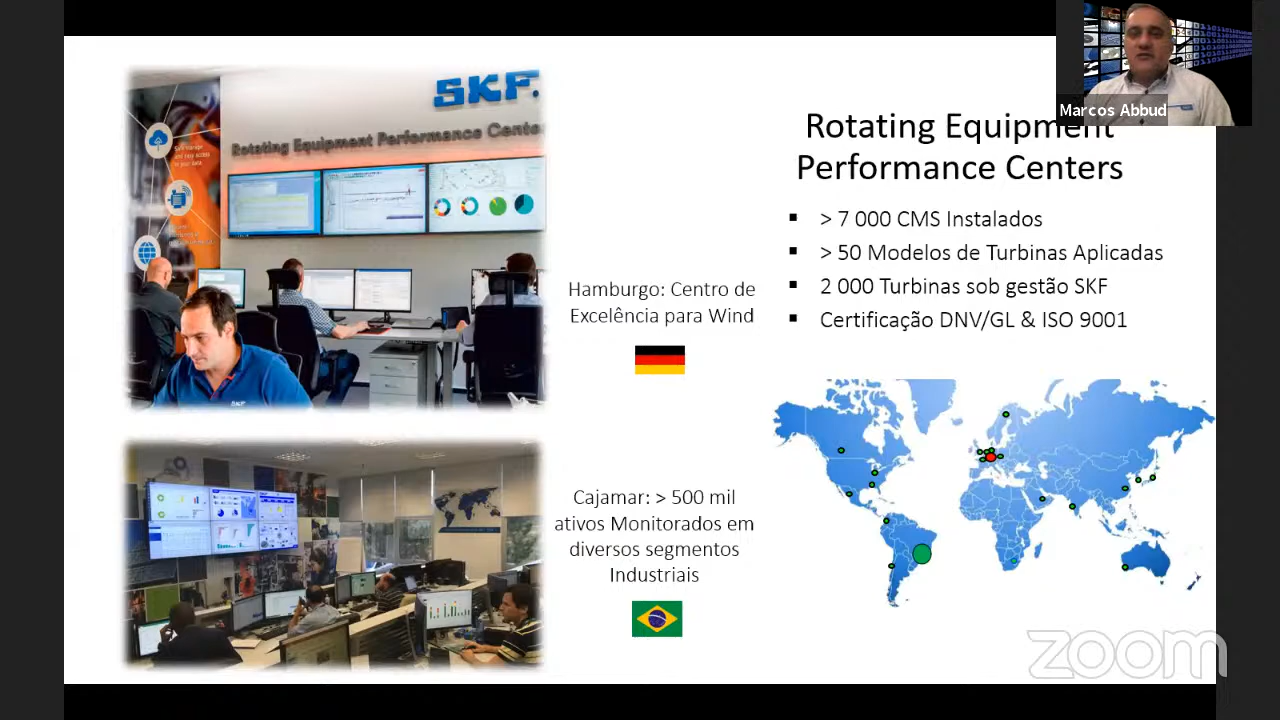 Marcos Abbud
Rotating Equipment
Performance Centers
▪ > 7 000 CMS Instalados
▪ > 50 Modelos de Turbinas Aplicadas
▪ 2 000 Turbinas sob gestão SKF
▪ Certificação DNV/GL & ISO 9001
SKF.
Rotating Equipment Performance Cente
Hamburgo: Centro de
Excelência para Wind
Cajamar: > 500 mil
ativos Monitorados em
diversos segmentos
Industriais
zoom